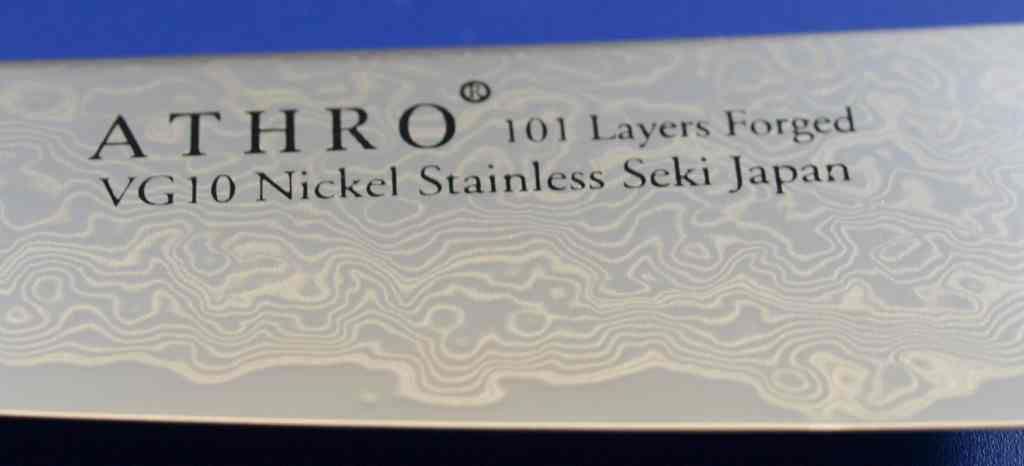 ATHRO® 101 Layers Forged
VG10 Nickel Stainless Seki Japan